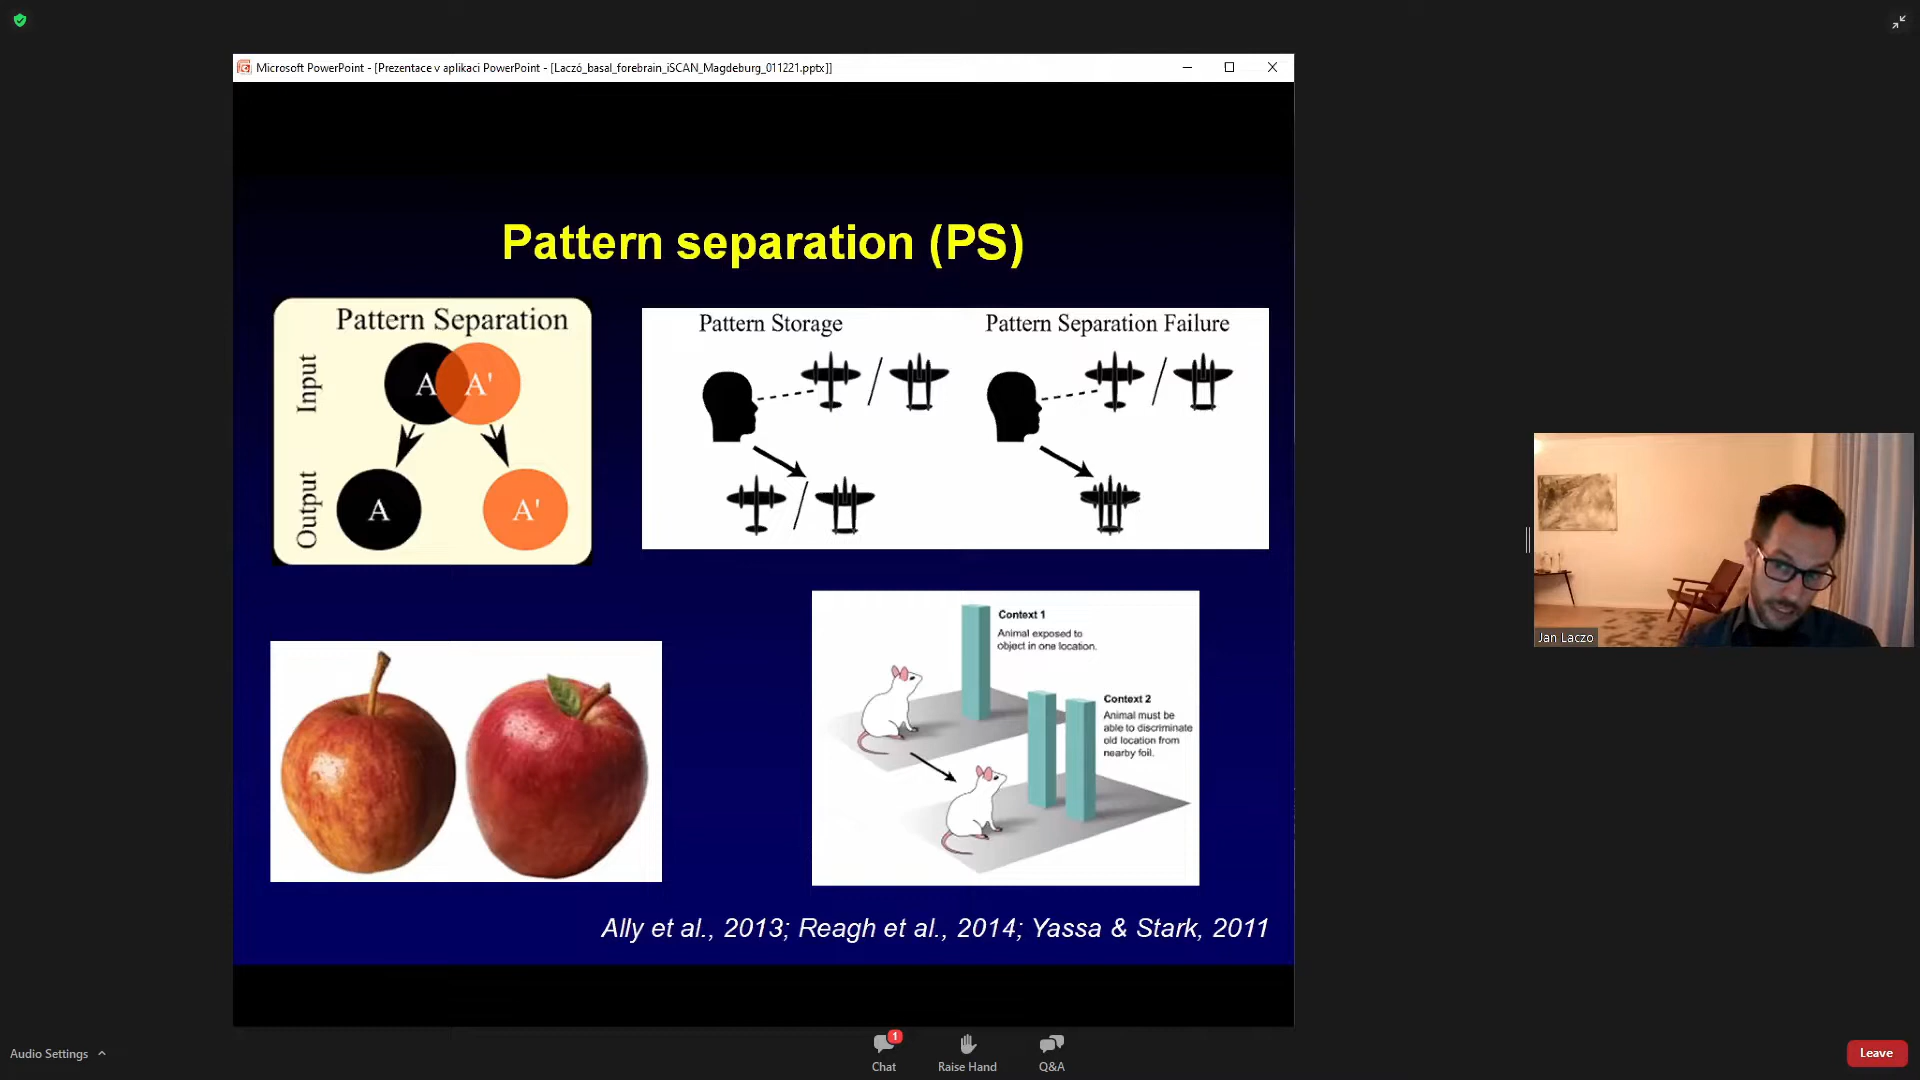 Microsoft PowerPoint - [Prezentace v aplikaci PowerPoint - [Laczó_basal_forebrain_iSCAN_Magdeburg_011221.pptx]]
Pattern separation (PS)
Pattern Separation
Input
A A'
Output
A A'
Pattern Storage
Pattern Separation Failure
Context 1
Animal exposed to
object in one location.
Context 2
Animal must be
able to discriminate
old location from
nearby foil.
Ally et al., 2013; Reagh et al., 2014; Yassa & Stark, 2011
Jan Laczo
Audio Settings
1
Chat
Raise Hand
Q&A
Leave